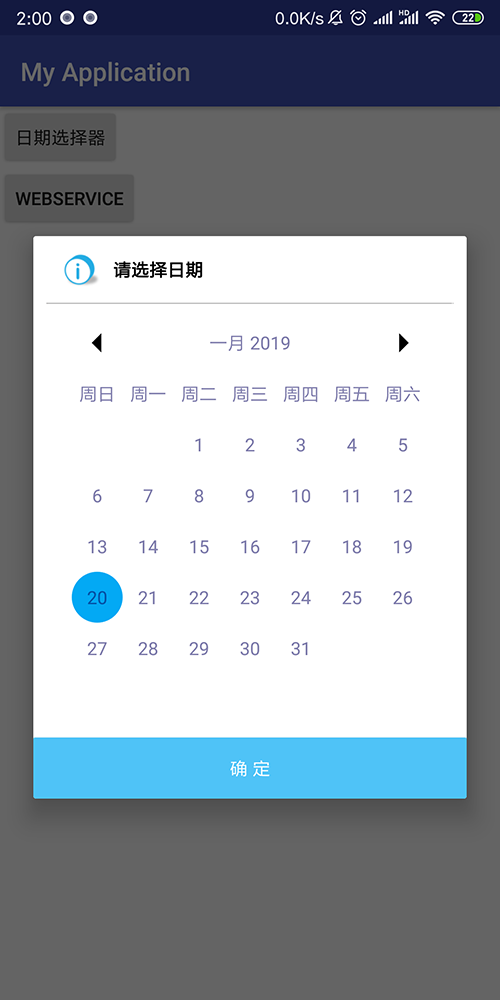 2:00 0.0K/s HD 22
My Application
日期选择器
WEBSERVICE
请选择日期
一月 2019
周日 周一 周二 周三 周四 周五 周六
1 2 3 4 5
6 7 8 9 10 11 12
13 14 15 16 17 18 19
20 21 22 23 24 25 26
27 28 29 30 31
确 定